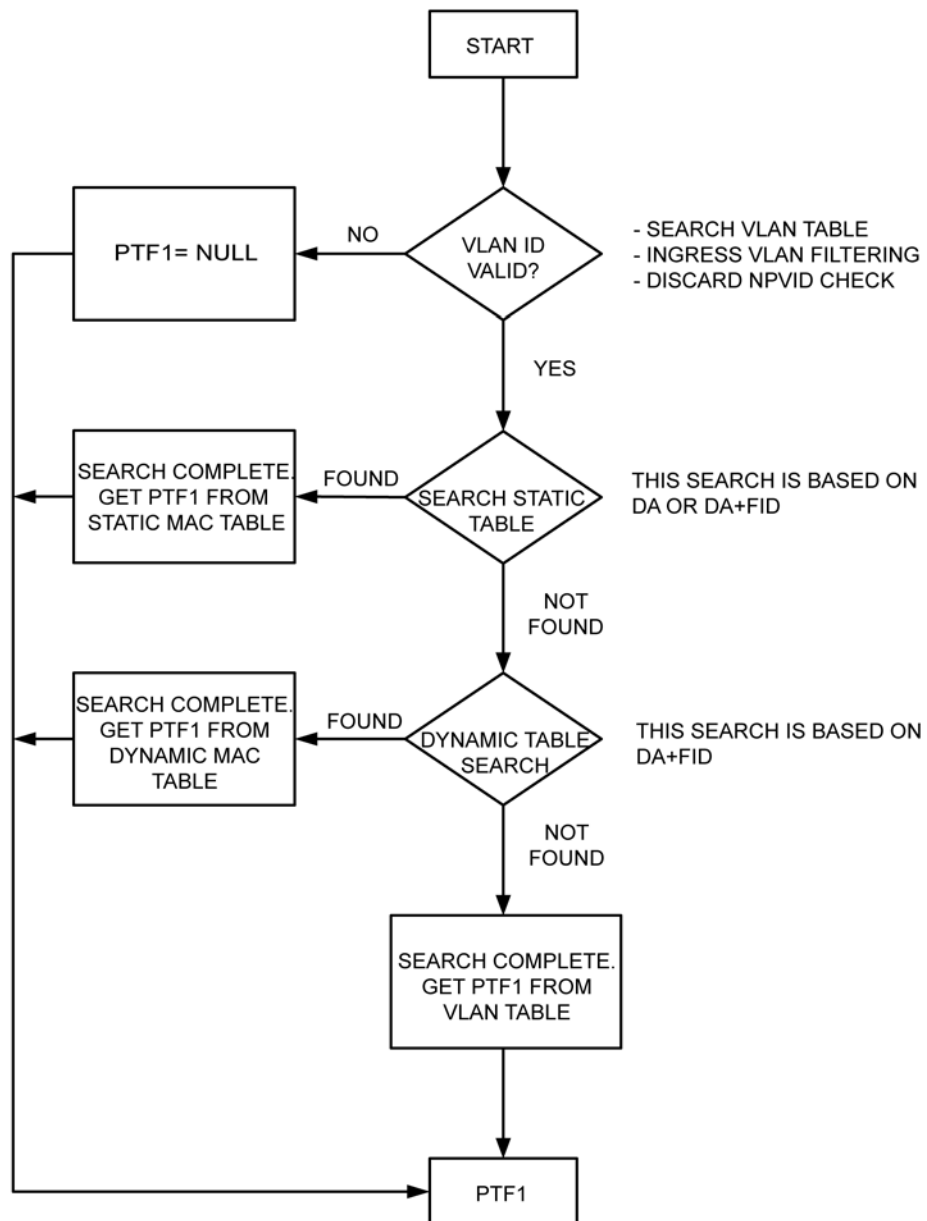 START
PTF1= NULL
NO
VLAN ID
VALID?
- SEARCH VLAN TABLE
- INGRESS VLAN FILTERING
- DISCARD NPVID CHECK
YES
SEARCH COMPLETE.
GET PTF1 FROM
STATIC MAC TABLE
FOUND
SEARCH STATIC
TABLE
THIS SEARCH IS BASED ON
DA OR DA+FID
NOT
FOUND
SEARCH COMPLETE.
GET PTF1 FROM
DYNAMIC MAC
TABLE
FOUND
DYNAMIC TABLE
SEARCH
THIS SEARCH IS BASED ON
DA+FID
NOT
FOUND
SEARCH COMPLETE.
GET PTF1 FROM
VLAN TABLE
PTF1